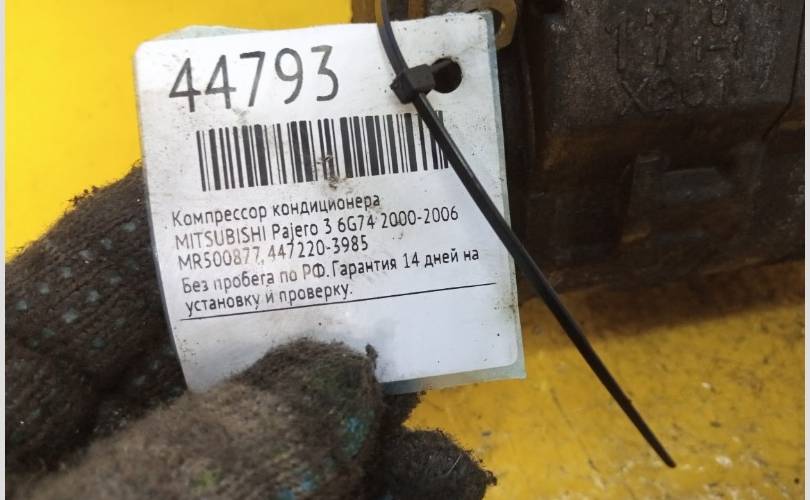 44793
Компрессор кондиционера
MITSUBISHI Pajero 3 6G74 2000-2006
MR500877, 447220-3985
Без пробега по РФ. Гарантия 14 дней на
установку и проверку.
17